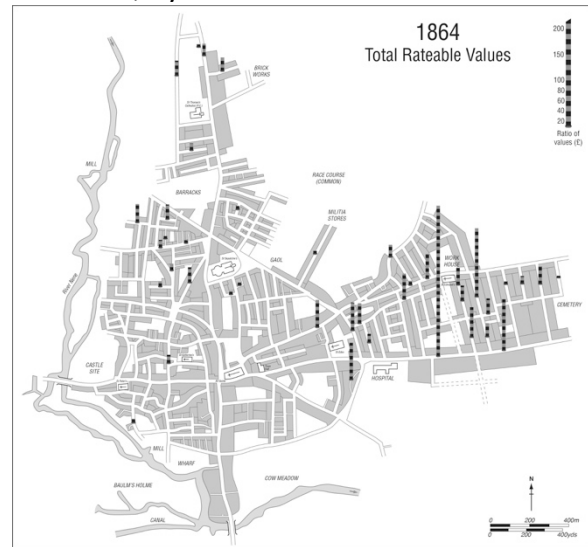 1864
Total Rateable Values
200
150
100
80
60
40
20
Ratio of
values (£)
BRICK
WORKS
MILL
RACE COURSE
(COMMON)
BARRACKS
MILITIA
STORES
GAOL
WORK
HOUSE
River Nene
CEMETERY
CASTLE
SITE
HOSPITAL
MILL
WHARF
COW MEADOW
BAULM'S HOLME
CANAL
N
0 200 400m
0 200 400yds